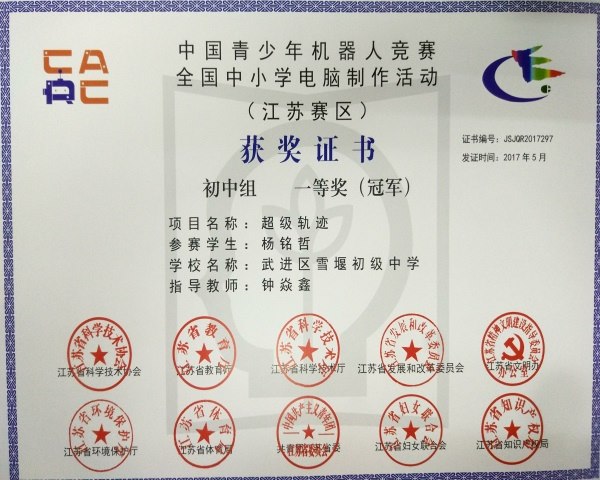 CARC
中国青少年机器人竞赛
全国中小学电脑制作活动
（江苏赛区）
获奖证书
证书编号：JSJQR2017297
发证时间：2017年5月
初中组 一等奖（冠军）
项目名称：超级轨迹
参赛学生：杨铭哲
学校名称：武进区雪堰初级中学
指导教师：钟焱鑫
江苏省科学技术协会
江苏省教育厅
江苏省科学技术厅
江苏省发展和改革委员会
江苏省文明办
江苏省环境保护厅
江苏省体育局
共青团江苏省委
江苏省妇女联合会
江苏省知识产权局